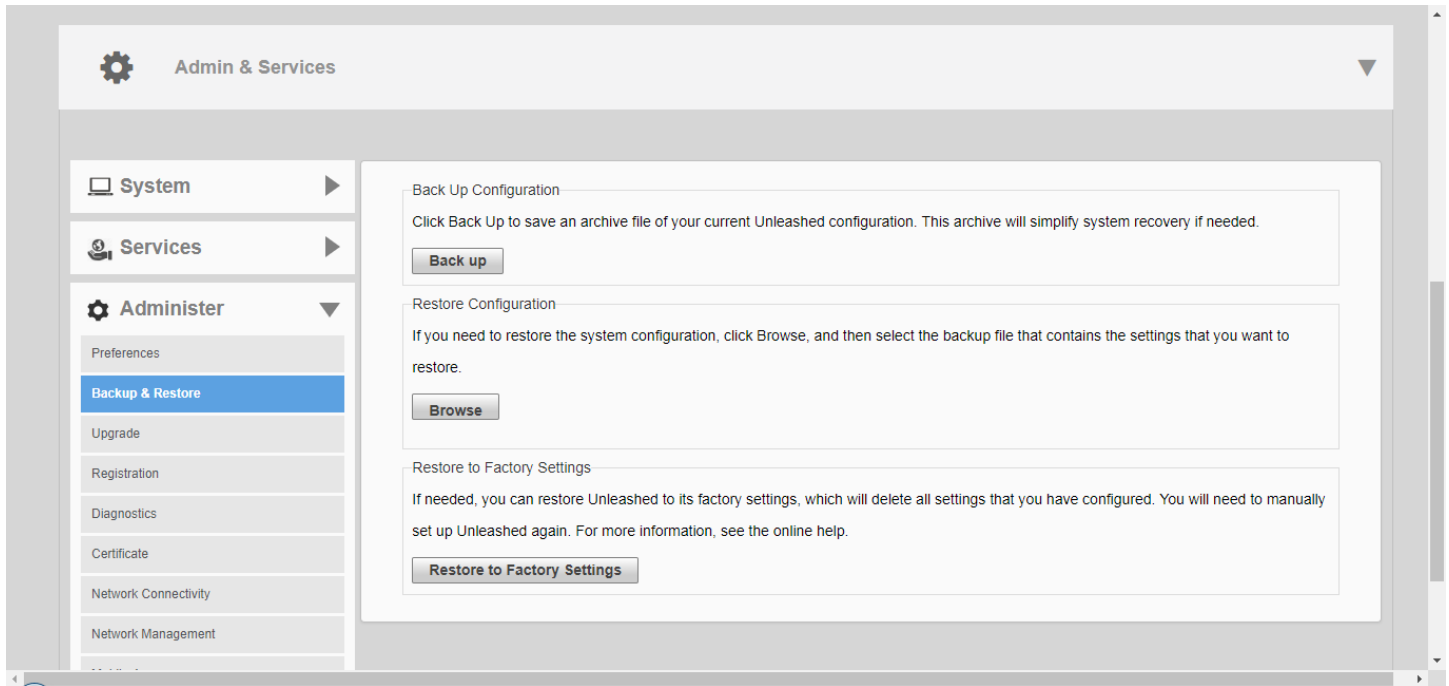 Admin & Services
System
Services
Administer
Preferences
Backup & Restore
Upgrade
Registration
Diagnostics
Certificate
Network Connectivity
Network Management
Back Up Configuration
Click Back Up to save an archive file of your current Unleashed configuration. This archive will simplify system recovery if needed.
Back up
Restore Configuration
If you need to restore the system configuration, click Browse, and then select the backup file that contains the settings that you want to
restore.
Browse
Restore to Factory Settings
If needed, you can restore Unleashed to its factory settings, which will delete all settings that you have configured. You will need to manually
set up Unleashed again. For more information, see the online help.
Restore to Factory Settings